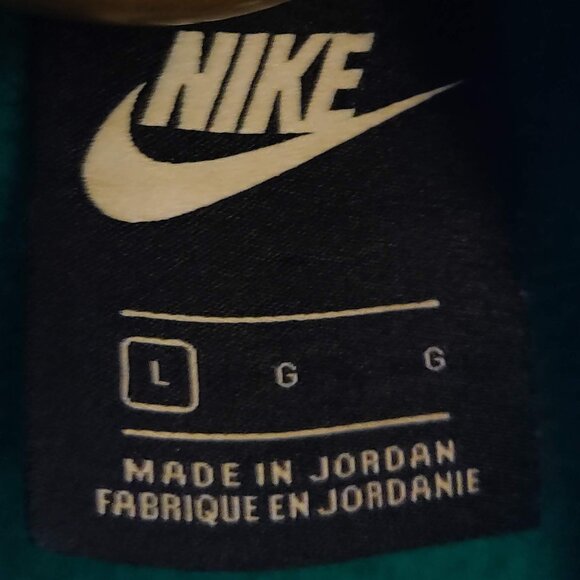 NIKE
L G G
MADE IN JORDAN
FABRIQUE EN JORDANIE